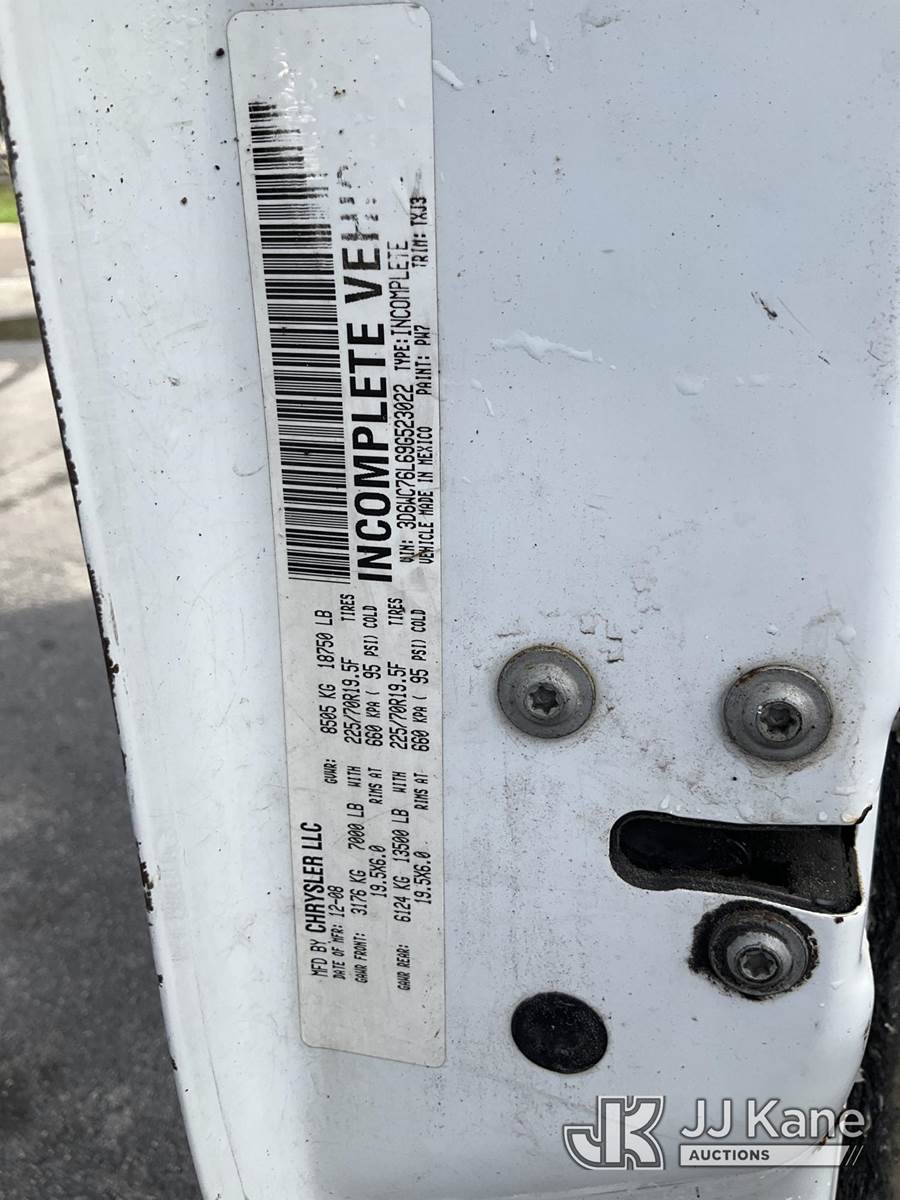 MFD BY CHRYSLER LLC
DATE OF MFR: 12-08 GVWR: 8505 KG 18750 LB
GAWR FRONT: 3176 KG 7000 LB WITH 225/70R19.5F TIRES
19.5X6.0 RIMS AT 660 KPA ( 95 PSI) COLD
GAWR REAR: 6124 KG 13500 LB WITH 225/70R19.5F TIRES
19.5X6.0 RIMS AT 660 KPA ( 95 PSI) COLD
INCOMPLETE
VIN: 3D6WC76L69G523022 TYPE: INCOMPLETE
VEHICLE MADE IN MEXICO PAINT: PW7 TRIM: TXJ3
JK JJ Kane
AUCTIONS